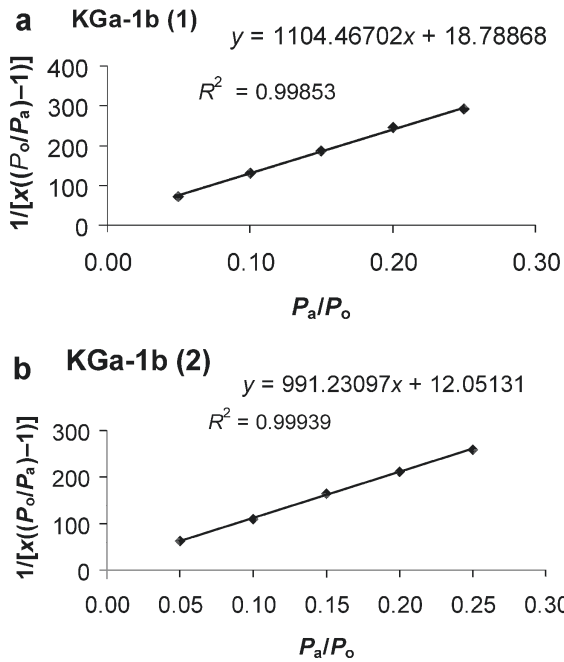 a KGa-1b (1)
y = 1104.46702x + 18.78868
R² = 0.99853
1/[x((Pₒ/Pₐ)–1)]
400
300
200
100
0
0.00 0.10 0.20 0.30
Pₐ/Pₒ
b KGa-1b (2)
y = 991.23097x + 12.05131
R² = 0.99939
1/[x((Pₒ/Pₐ)–1)]
300
200
100
0
0.00 0.05 0.10 0.15 0.20 0.25 0.30
Pₐ/Pₒ